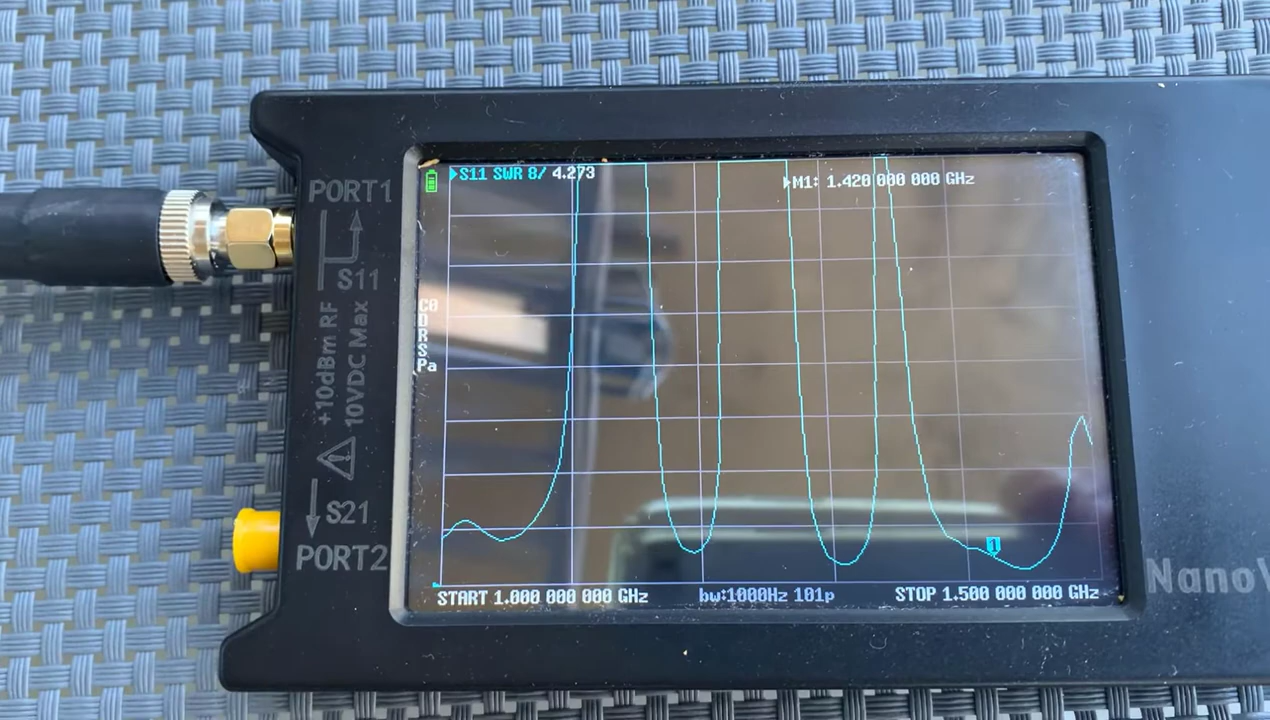 PORT1
S11
+10dBm RF
10VDC Max
S21
PORT2
S11 SWR 8/ 4.273
M1: 1.420 000 000 GHz
C0
D
R
S
Pa
1
START 1.000 000 000 GHz
bw:1000Hz 101p
STOP 1.500 000 000 GHz
NanoV